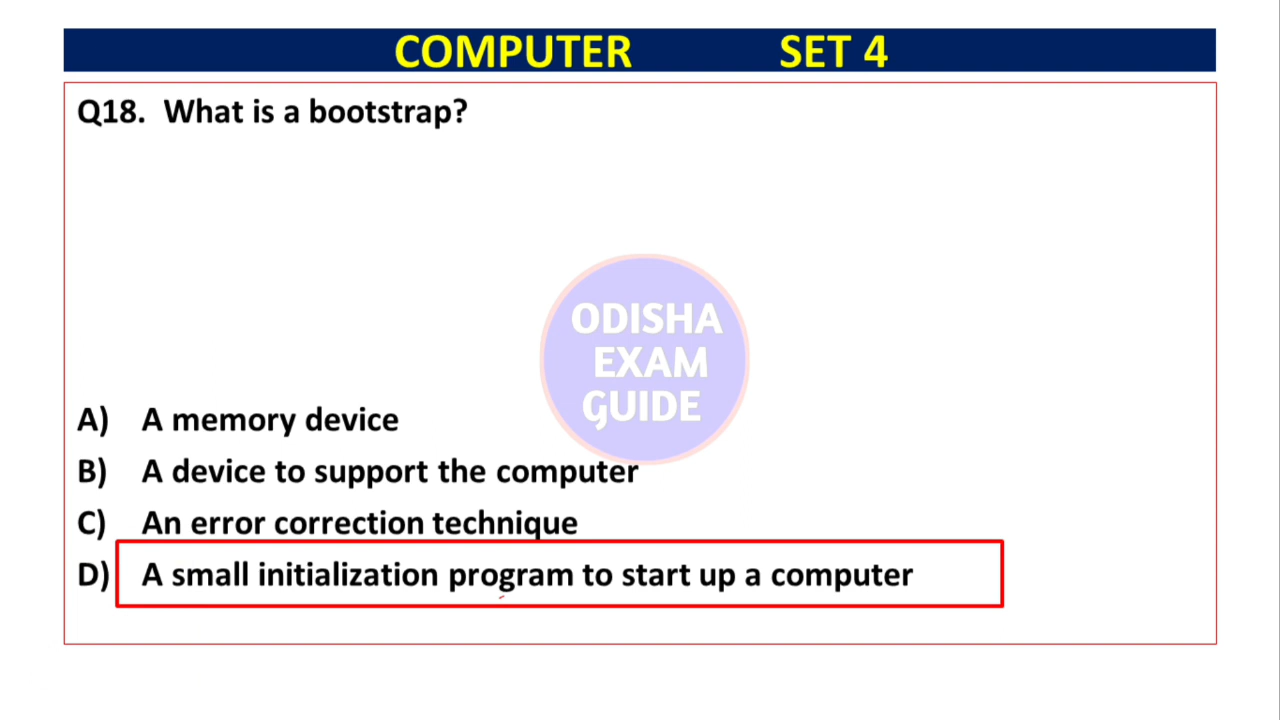 COMPUTER SET 4
Q18. What is a bootstrap?
ODISHA
EXAM
GUIDE
A) A memory device
B) A device to support the computer
C) An error correction technique
D) A small initialization program to start up a computer